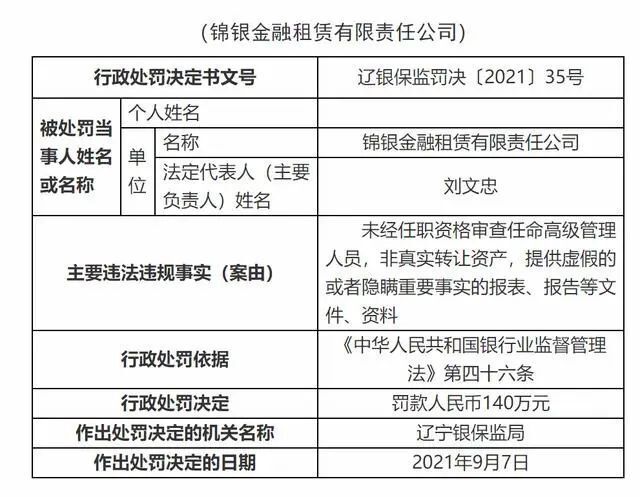 （锦银金融租赁有限责任公司）
行政处罚决定书文号 辽银保监罚决〔2021〕35号
被处罚当
事人姓名
或名称
个人姓名
单
位
名称 锦银金融租赁有限责任公司
法定代表人（主要
负责人）姓名
刘文忠
主要违法违规事实（案由）
未经任职资格审查任命高级管理
人员，非真实转让资产，提供虚假的
或者隐瞒重要事实的报表、报告等文
件、资料
行政处罚依据
《中华人民共和国银行业监督管理
法》第四十六条
行政处罚决定 罚款人民币140万元
作出处罚决定的机关名称 辽宁银保监局
作出处罚决定的日期 2021年9月7日